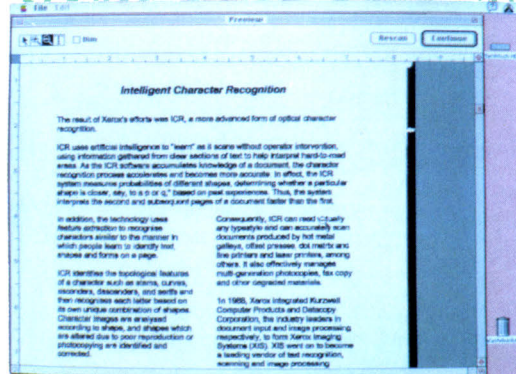 File Edit
Preview
Rescan
Continue
Intelligent Character Recognition
The result of Xerox's efforts was ICR, a more advanced form of optical character
recognition.
ICR uses artificial intelligence to "learn" as it scans without operator intervention,
using information gathered from clear sections of text to help interpret hard-to-read
areas. As the ICR software accumulates knowledge of a document, the character
recognition process accelerates and becomes more accurate. In effect, the ICR
system measures probabilities of different shapes, determining whether a particular
shape is closer, say, to a p or q," based on past experiences. Thus, the system
interprets the second and subsequent pages of a document faster than the first.
In addition, the technology uses
feature extraction to recognise
characters similar to the manner in
which people learn to identify text
shapes and forms on a page.
ICR identifies the topological features
of a character such as stems, curves,
ascenders, descenders, and serifs and
then recognises each letter based on
its own unique combination of shapes.
Character images are analysed
according to shape, and shapes which
are altered due to poor reproduction or
photocopying are identified and
corrected.
Consequently, ICR can read virtually
any typestyle and can accurately scan
documents produced by hot metal
galleys, offset presses, dot matrix and
line printers and laser printers, among
others. It also effectively manages
multi-generation photocopies, fax copy
and other degraded materials.
In 1988, Xerox integrated Kurzweil
Computer Products and Datacopy
Corporation, the industry leaders in
document input and image processing
respectively, to form Xerox Imaging
Systems (XIS). XIS went on to become
a leading vendor of text recognition,
scanning and image processing